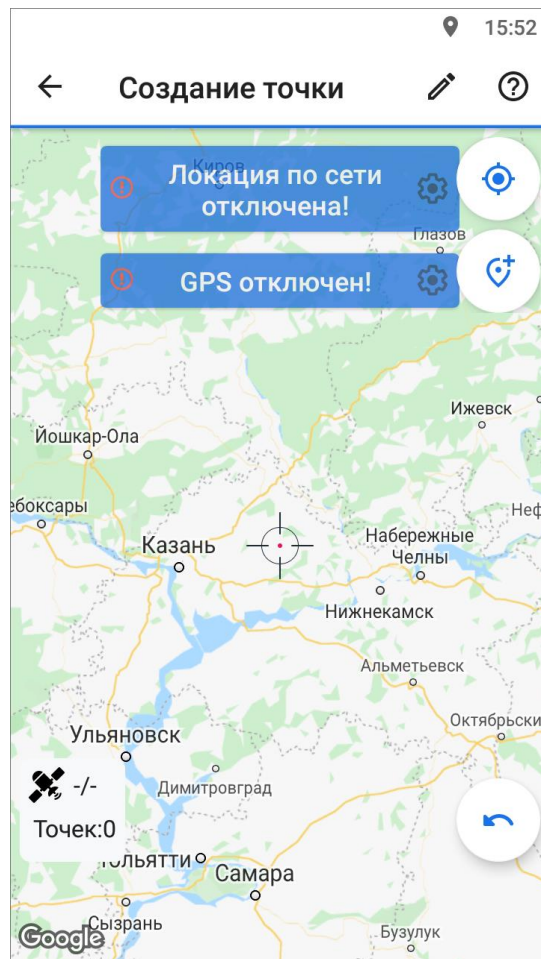 15:52
Создание точки
Киров
Локация по сети
отключена!
Глазов
GPS отключен!
Ижевск
Йошкар-Ола
ебоксары
Неф
Казань
Набережные
Челны
Нижнекамск
Альметьевск
Октябрьски
Ульяновск
-/-
Димитровград
Точек:0
ольятти
Самара
Сызрань
Бузулук
Google